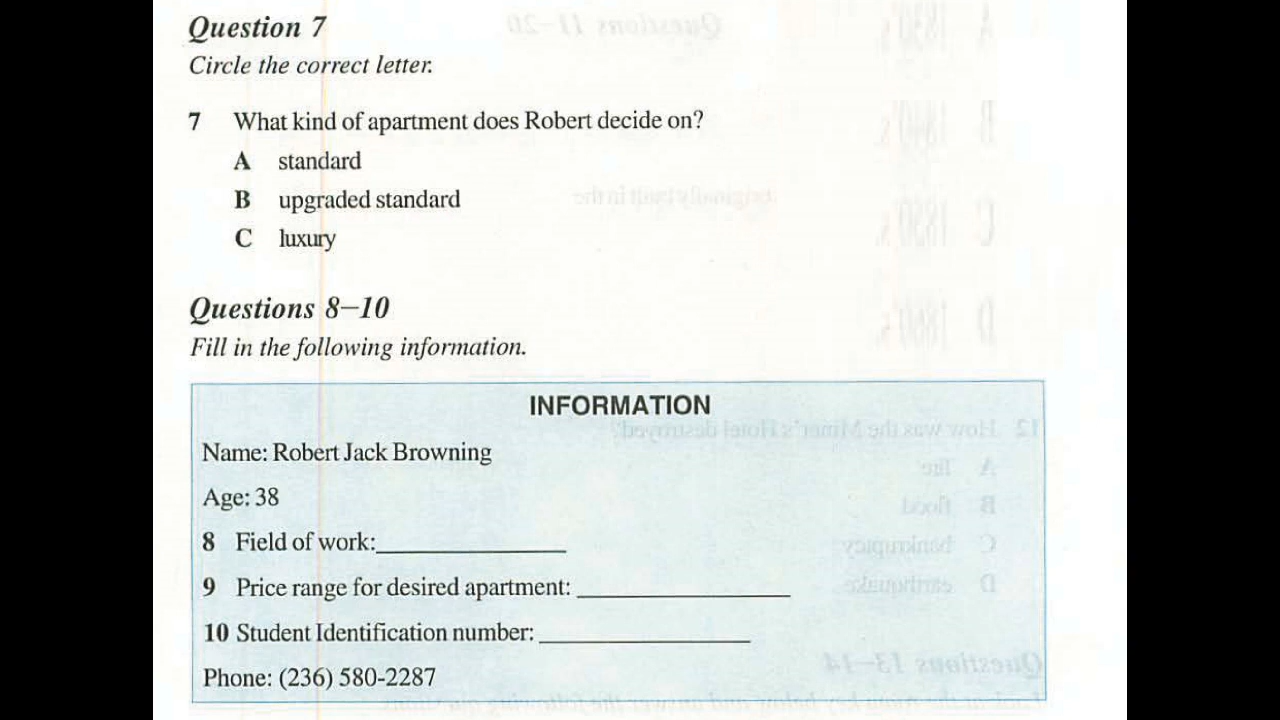 Question 7
Circle the correct letter.
7 What kind of apartment does Robert decide on?
A standard
B upgraded standard
C luxury
Questions 8–10
Fill in the following information.
INFORMATION
Name: Robert Jack Browning
Age: 38
8 Field of work:
9 Price range for desired apartment:
10 Student Identification number:
Phone: (236) 580-2287